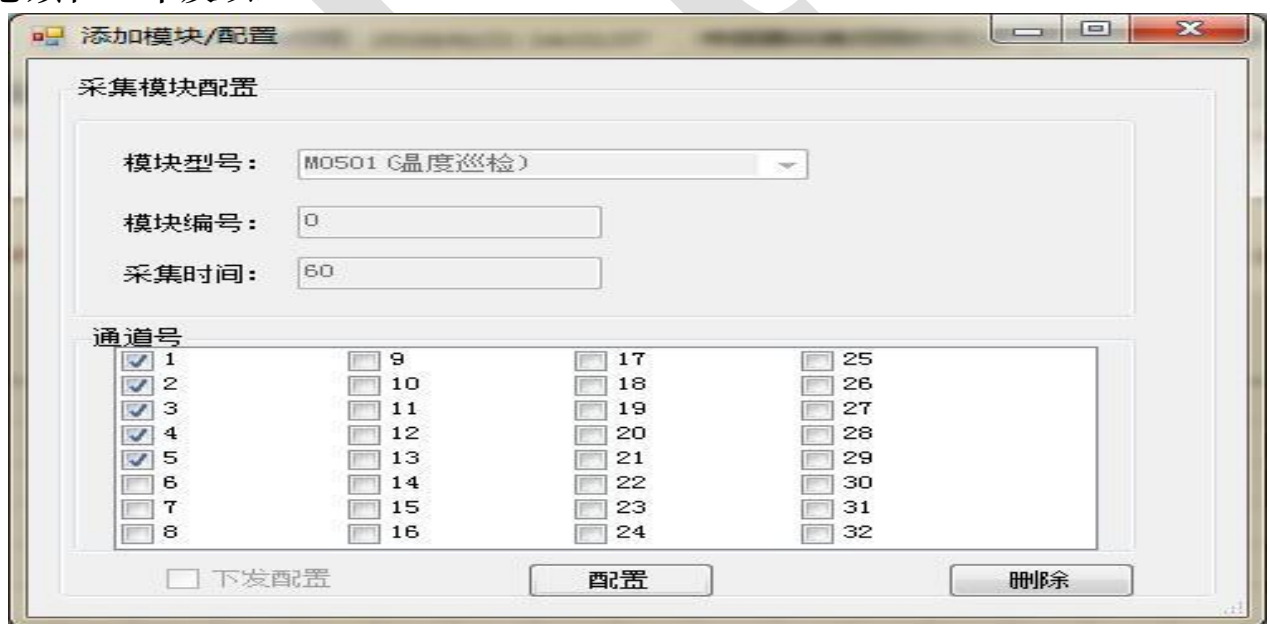 添加模块/配置
采集模块配置
模块型号: M0501 (温度巡检)
模块编号: 0
采集时间: 60
通道号
1 9 17 25
2 10 18 26
3 11 19 27
4 12 20 28
5 13 21 29
6 14 22 30
7 15 23 31
8 16 24 32
下发配置 配置 删除